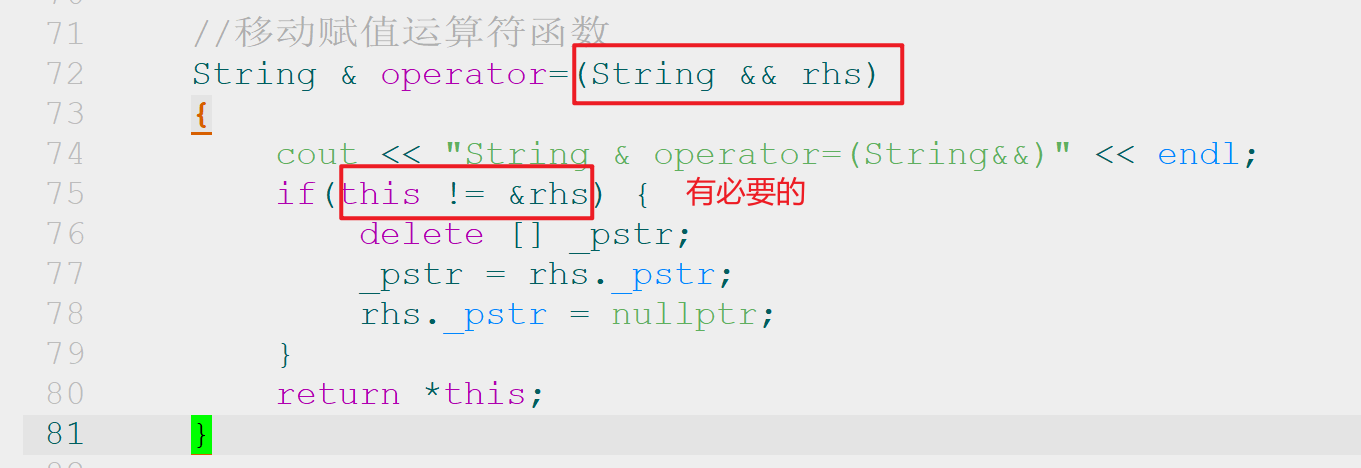 71 //移动赋值运算符函数
72 String & operator=(String && rhs)
73 {
74 cout << "String & operator=(String&&)" << endl;
75 if(this != &rhs) { 有必要的
76 delete [] _pstr;
77 _pstr = rhs._pstr;
78 rhs._pstr = nullptr;
79 }
80 return *this;
81 }